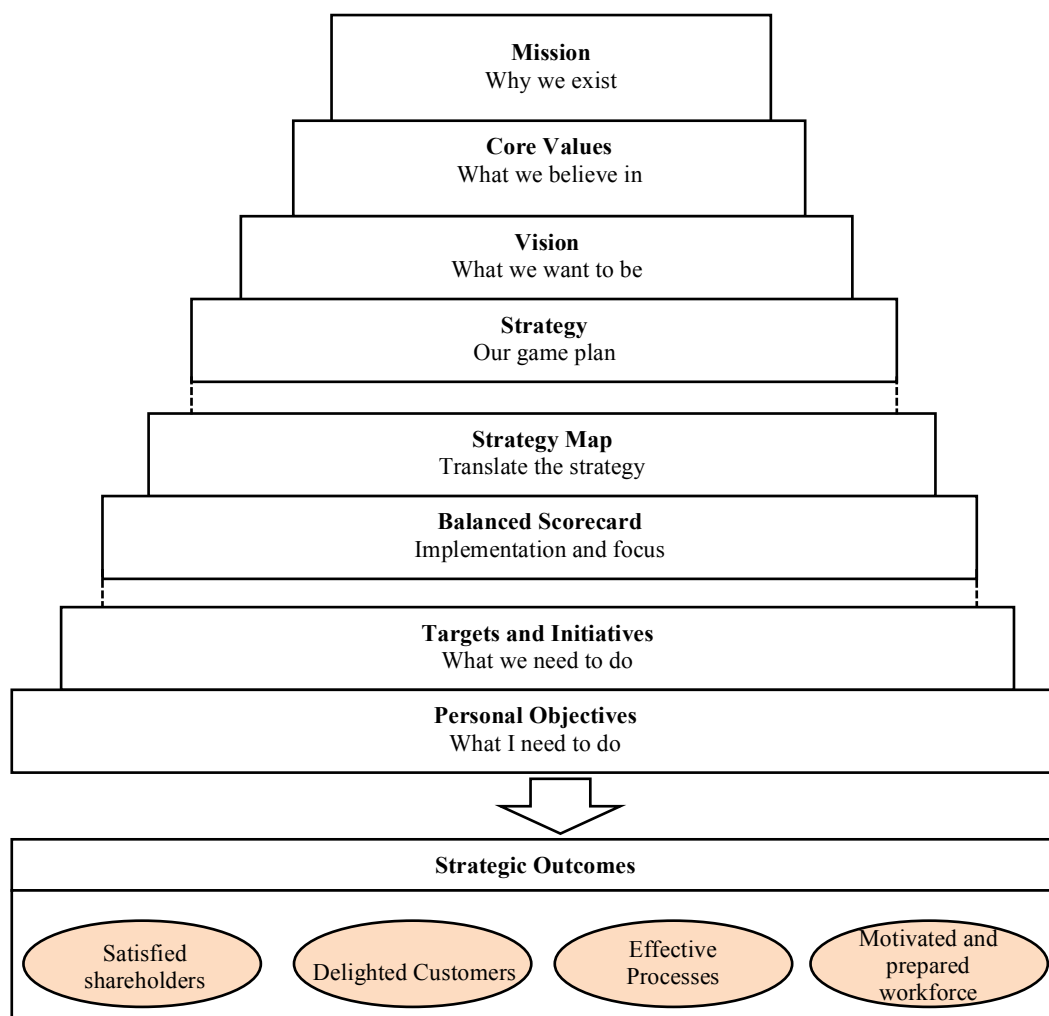 Mission
Why we exist
Core Values
What we believe in
Vision
What we want to be
Strategy
Our game plan
Strategy Map
Translate the strategy
Balanced Scorecard
Implementation and focus
Targets and Initiatives
What we need to do
Personal Objectives
What I need to do
Strategic Outcomes
Satisfied
shareholders
Delighted Customers
Effective
Processes
Motivated and
prepared
workforce